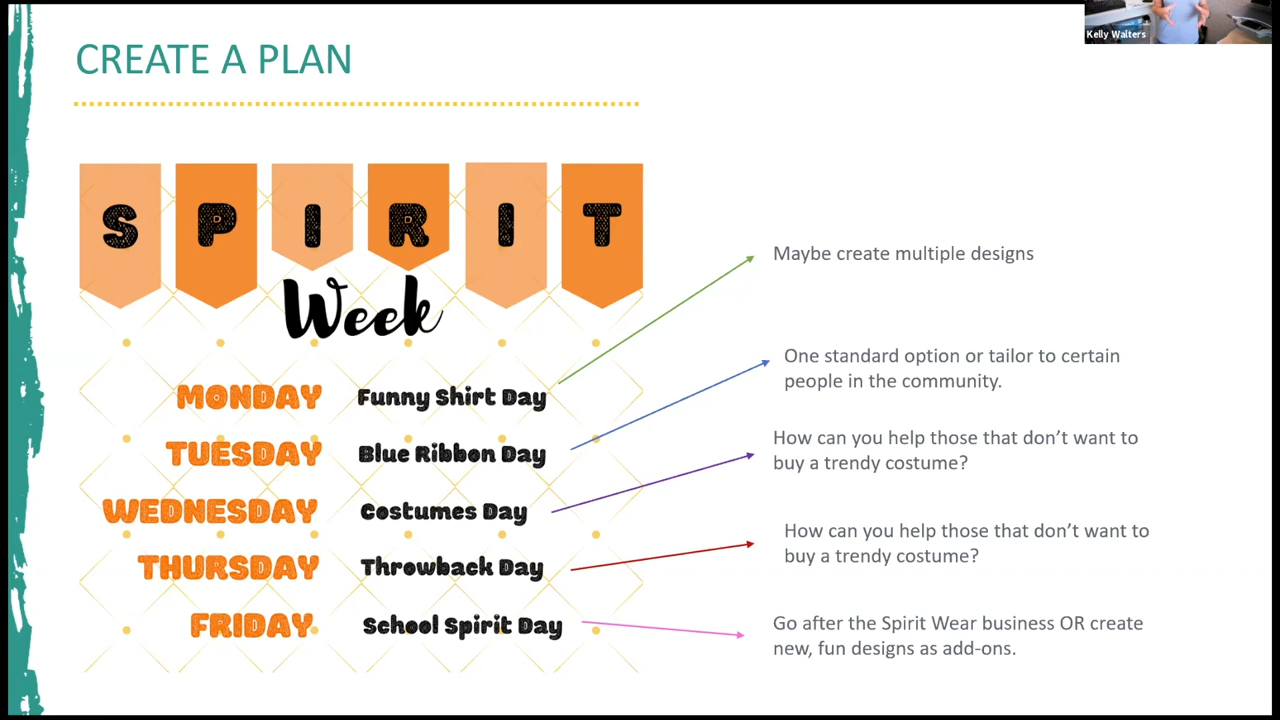 Kelly Walters
CREATE A PLAN
SPIRIT
Week
MONDAY Funny Shirt Day
TUESDAY Blue Ribbon Day
WEDNESDAY Costumes Day
THURSDAY Throwback Day
FRIDAY School Spirit Day
Maybe create multiple designs
One standard option or tailor to certain
people in the community.
How can you help those that don’t want to
buy a trendy costume?
How can you help those that don’t want to
buy a trendy costume?
Go after the Spirit Wear business OR create
new, fun designs as add-ons.